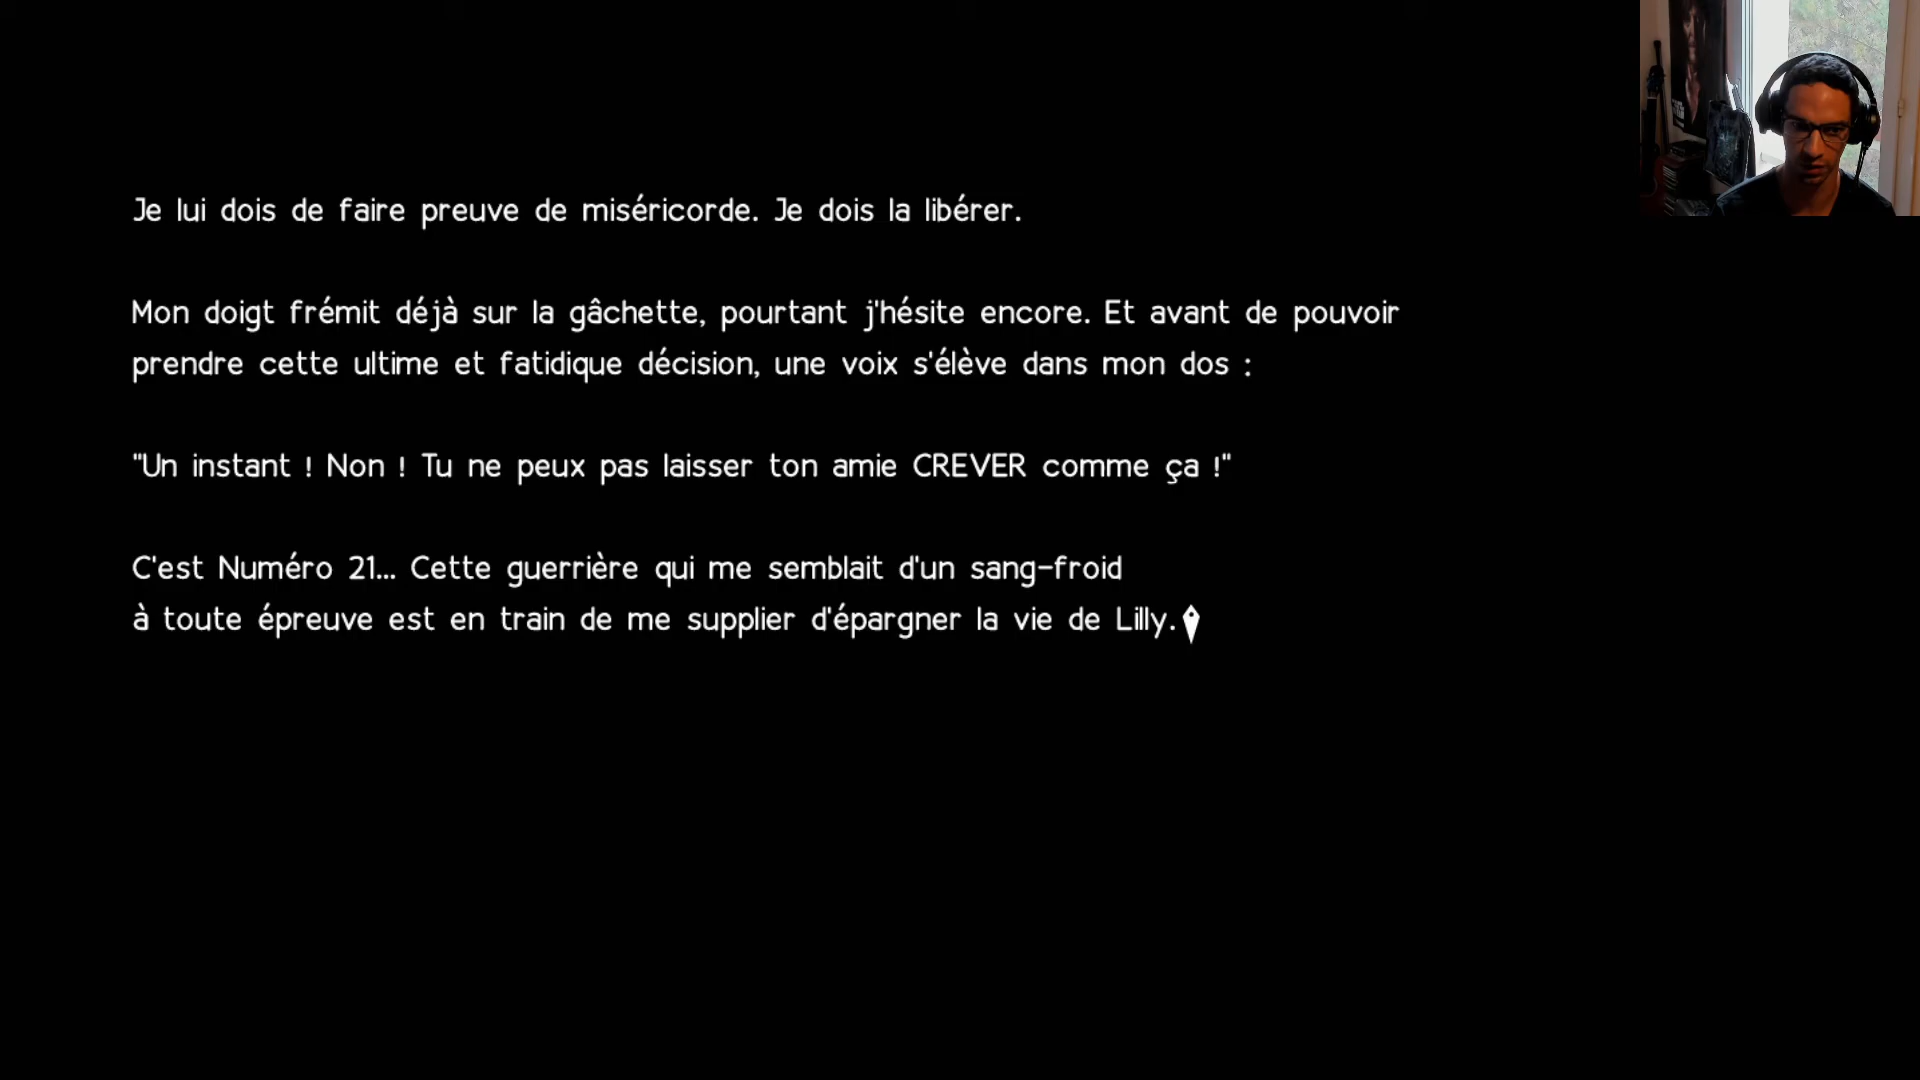 Je lui dois de faire preuve de miséricorde. Je dois la libérer.
Mon doigt frémit déjà sur la gâchette, pourtant j'hésite encore. Et avant de pouvoir
prendre cette ultime et fatidique décision, une voix s'élève dans mon dos :
"Un instant ! Non ! Tu ne peux pas laisser ton amie CREVER comme ça !"
C'est Numéro 21... Cette guerrière qui me semblait d'un sang-froid
à toute épreuve est en train de me supplier d'épargner la vie de Lilly.